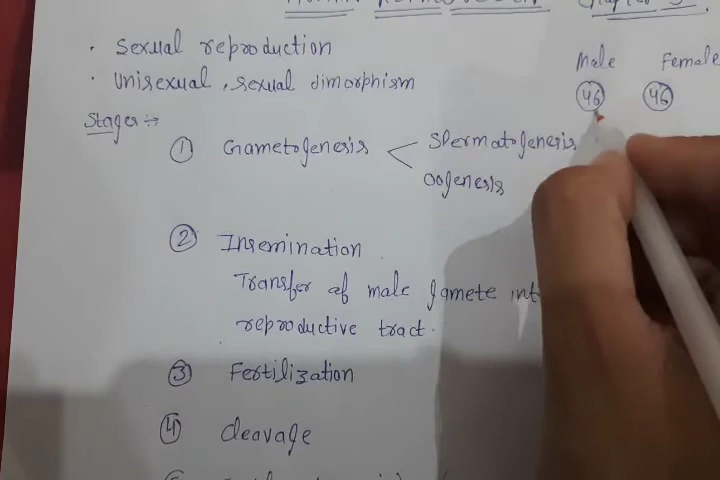 · Sexual reproduction
· Unisexual, sexual dimorphism
Male Female
46 46
Stages :-
① Gametogenesis < Spermatogenesis
oogenesis
② Insemination
Transfer of male gamete int
reproductive tract.
③ Fertilization
④ cleavage